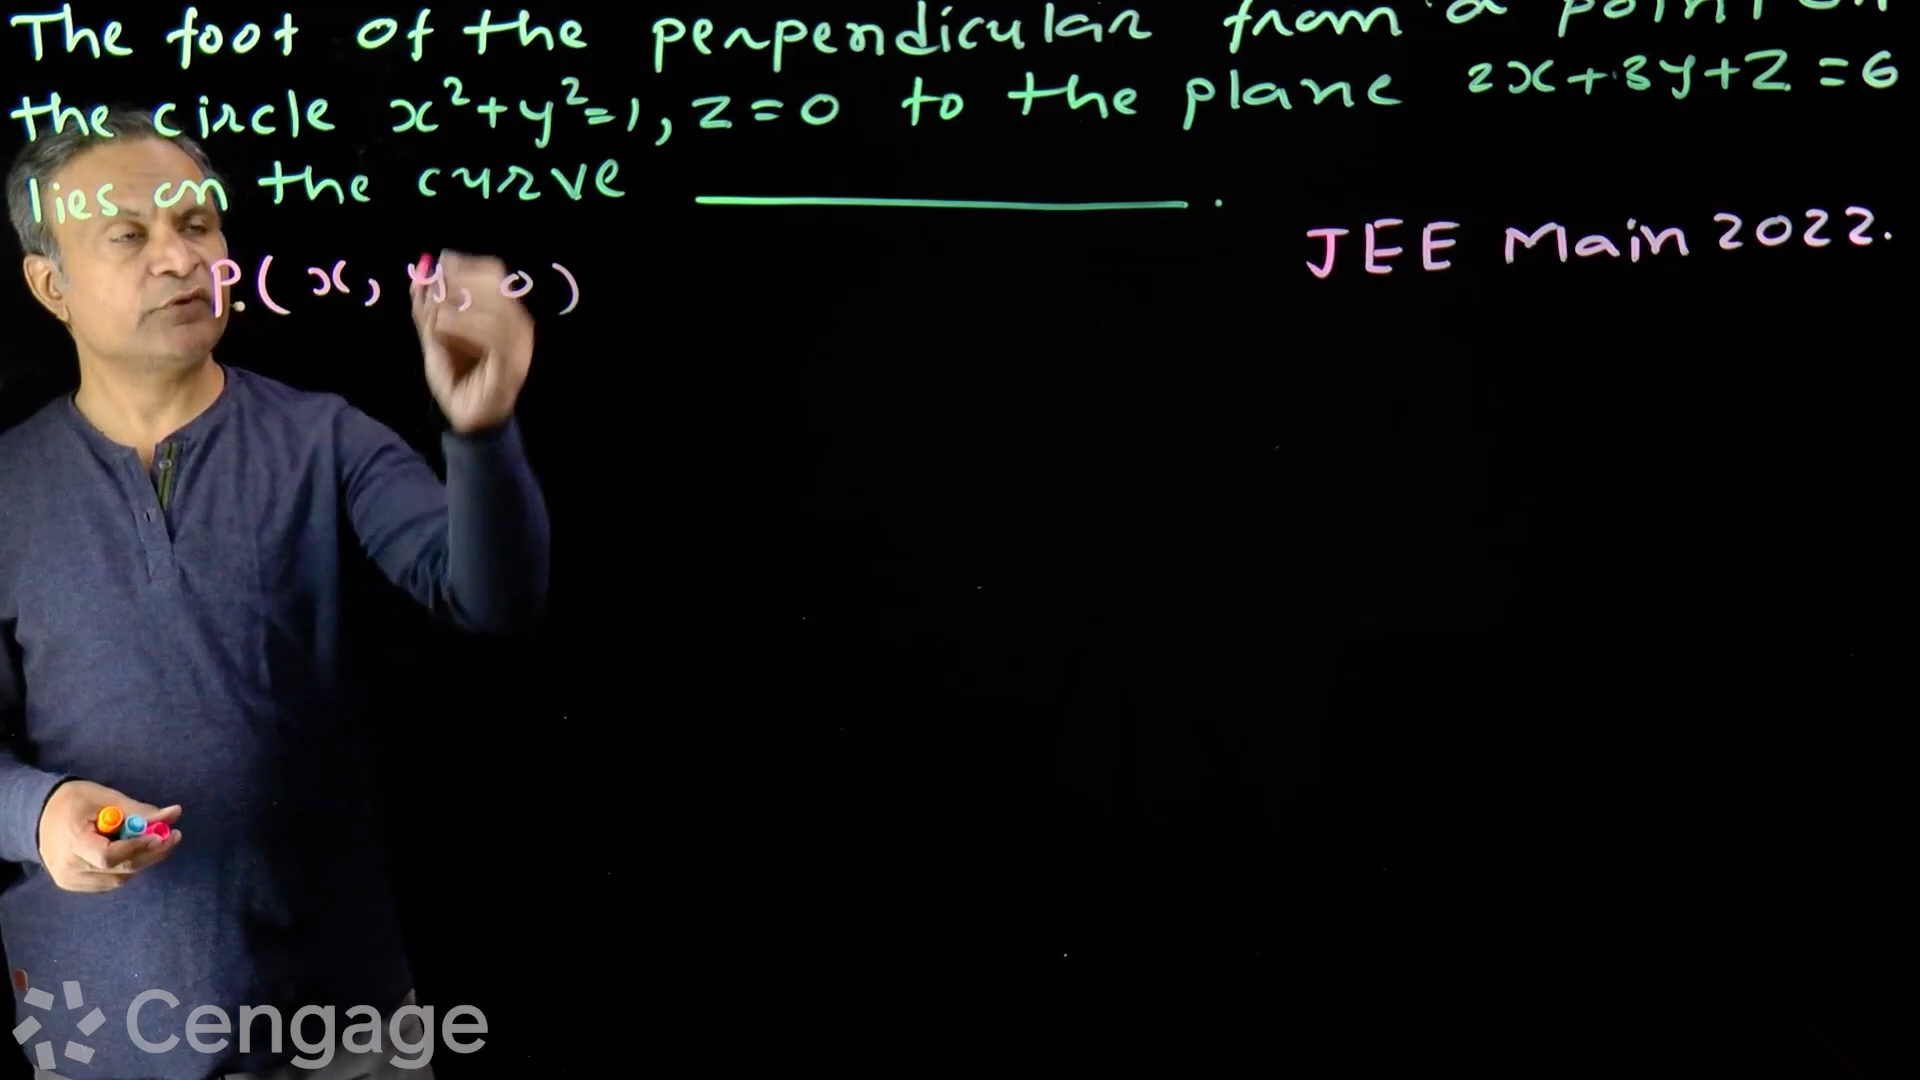 The foot of the perpendicular from a point on
the circle x²+y²=1, z=0 to the plane 2x+3y+z=6
lies on the curve ________.
JEE Main 2022.
P(x, y, 0)
Cengage